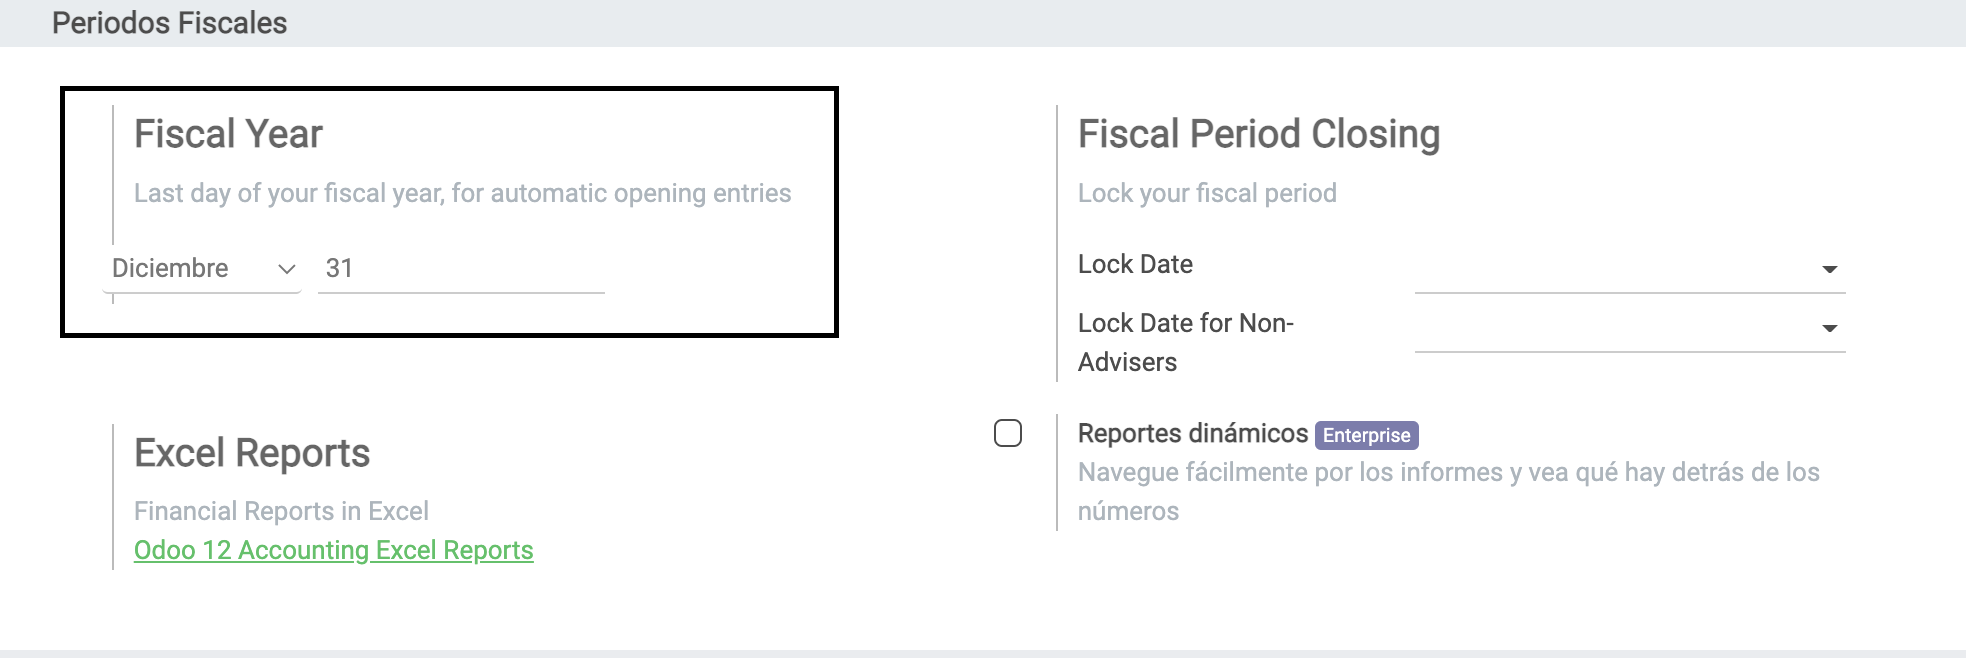 Periodos Fiscales
Fiscal Year
Last day of your fiscal year, for automatic opening entries
Diciembre 31
Fiscal Period Closing
Lock your fiscal period
Lock Date
Lock Date for Non-
Advisers
Excel Reports
Financial Reports in Excel
Odoo 12 Accounting Excel Reports
Reportes dinámicos Enterprise
Navegue fácilmente por los informes y vea qué hay detrás de los
números